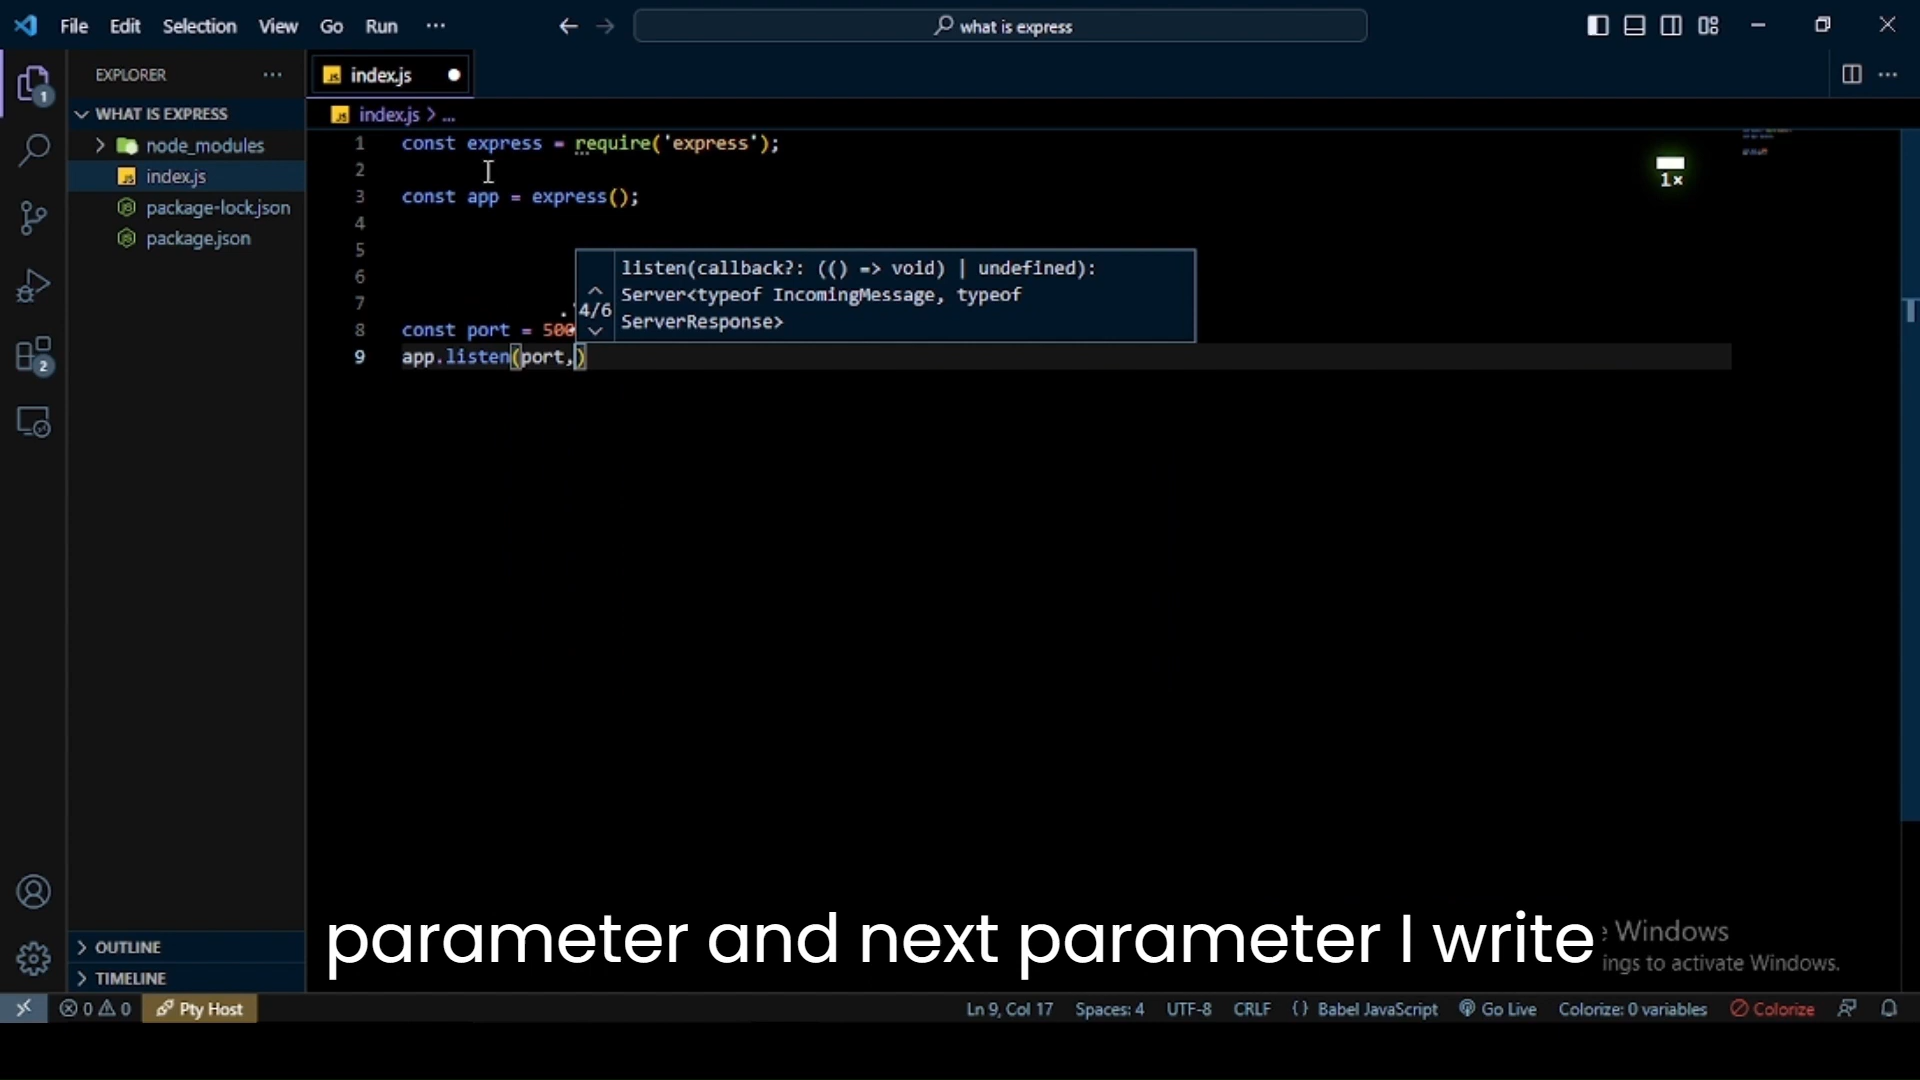 File Edit Selection View Go Run ... what is express
EXPLORER ...
WHAT IS EXPRESS
node_modules
index.js
package-lock.json
package.json
OUTLINE
TIMELINE
index.js
index.js > ...
1 const express = require('express');
2
3 const app = express();
4
5
6
7
8 const port = 500
9 app.listen(port,)
4/6
listen(callback?: (() => void) | undefined):
Server<typeof IncomingMessage, typeof
ServerResponse>
1×
1
2
parameter and next parameter I write
Windows
ings to activate Windows.
0 0 Pty Host Ln 9, Col 17 Spaces: 4 UTF-8 CRLF {} Babel JavaScript Go Live Colorize: 0 variables Colorize